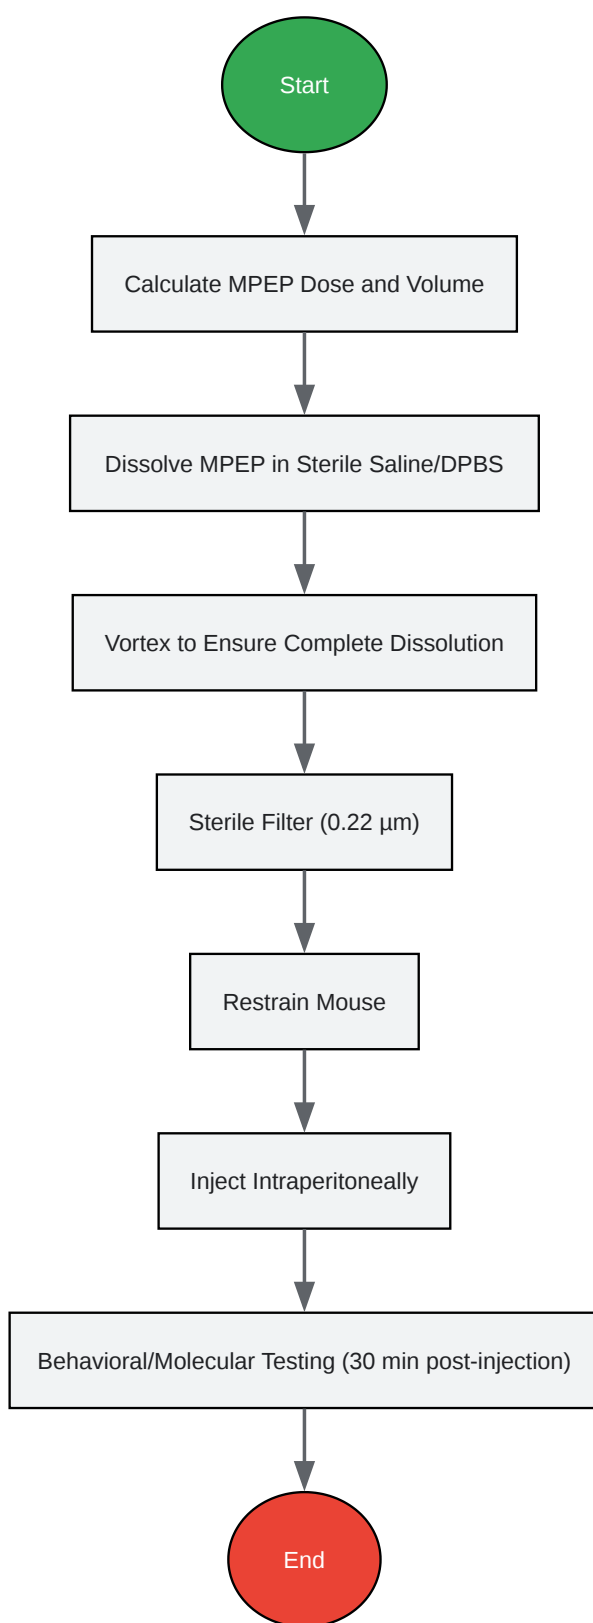 Start
Calculate MPEP Dose and Volume
Dissolve MPEP in Sterile Saline/DPBS
Vortex to Ensure Complete Dissolution
Sterile Filter (0.22 µm)
Restrain Mouse
Inject Intraperitoneally
Behavioral/Molecular Testing (30 min post-injection)
End